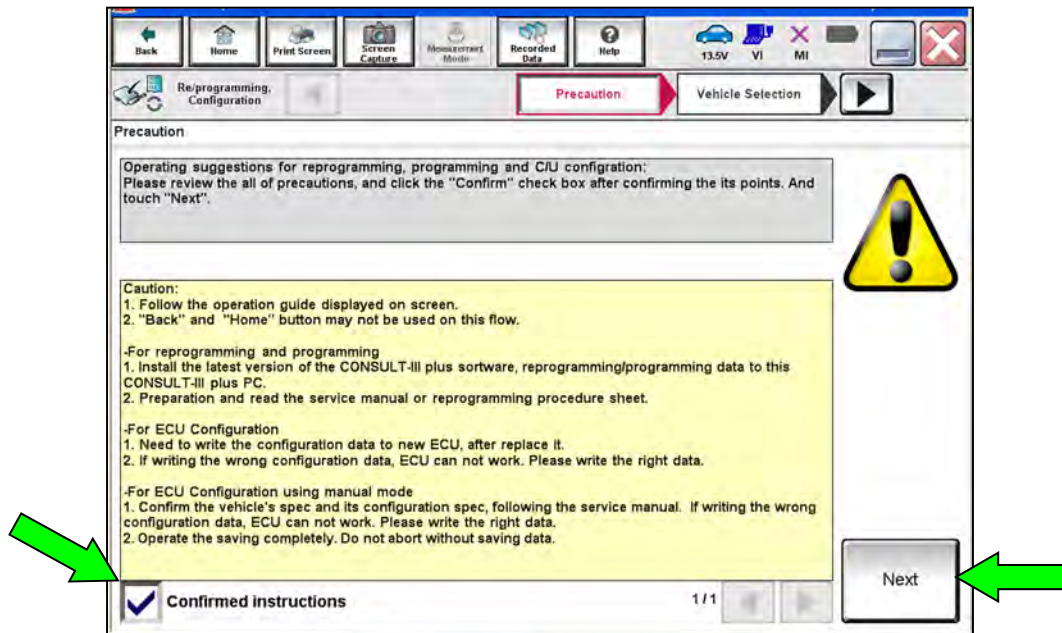 Back
Home
Print Screen
Screen
Capture
Measurement
Mode
Recorded
Data
Help
13.5V
VI
MI
Re/programming,
Configuration
Precaution
Vehicle Selection
Precaution
Operating suggestions for reprogramming, programming and C/U configration:
Please review the all of precautions, and click the "Confirm" check box after confirming the its points. And
touch "Next".
Caution:
1. Follow the operation guide displayed on screen.
2. "Back" and "Home" button may not be used on this flow.
-For reprogramming and programming
1. Install the latest version of the CONSULT-III plus sortware, reprogramming/programming data to this
CONSULT-III plus PC.
2. Preparation and read the service manual or reprogramming procedure sheet.
-For ECU Configuration
1. Need to write the configuration data to new ECU, after replace it.
2. If writing the wrong configuration data, ECU can not work. Please write the right data.
-For ECU Configuration using manual mode
1. Confirm the vehicle's spec and its configuration spec, following the service manual. If writing the wrong
configuration data, ECU can not work. Please write the right data.
2. Operate the saving completely. Do not abort without saving data.
Confirmed instructions
1/1
Next